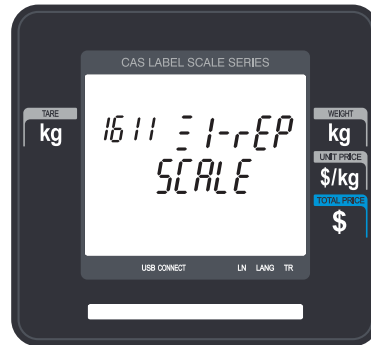 CAS LABEL SCALE SERIES
TARE
kg
1611 Ξ 1-rEP
SCALE
WEIGHT
kg
UNIT PRICE
$/kg
TOTAL PRICE
$
USB CONNECT LN LANG TR